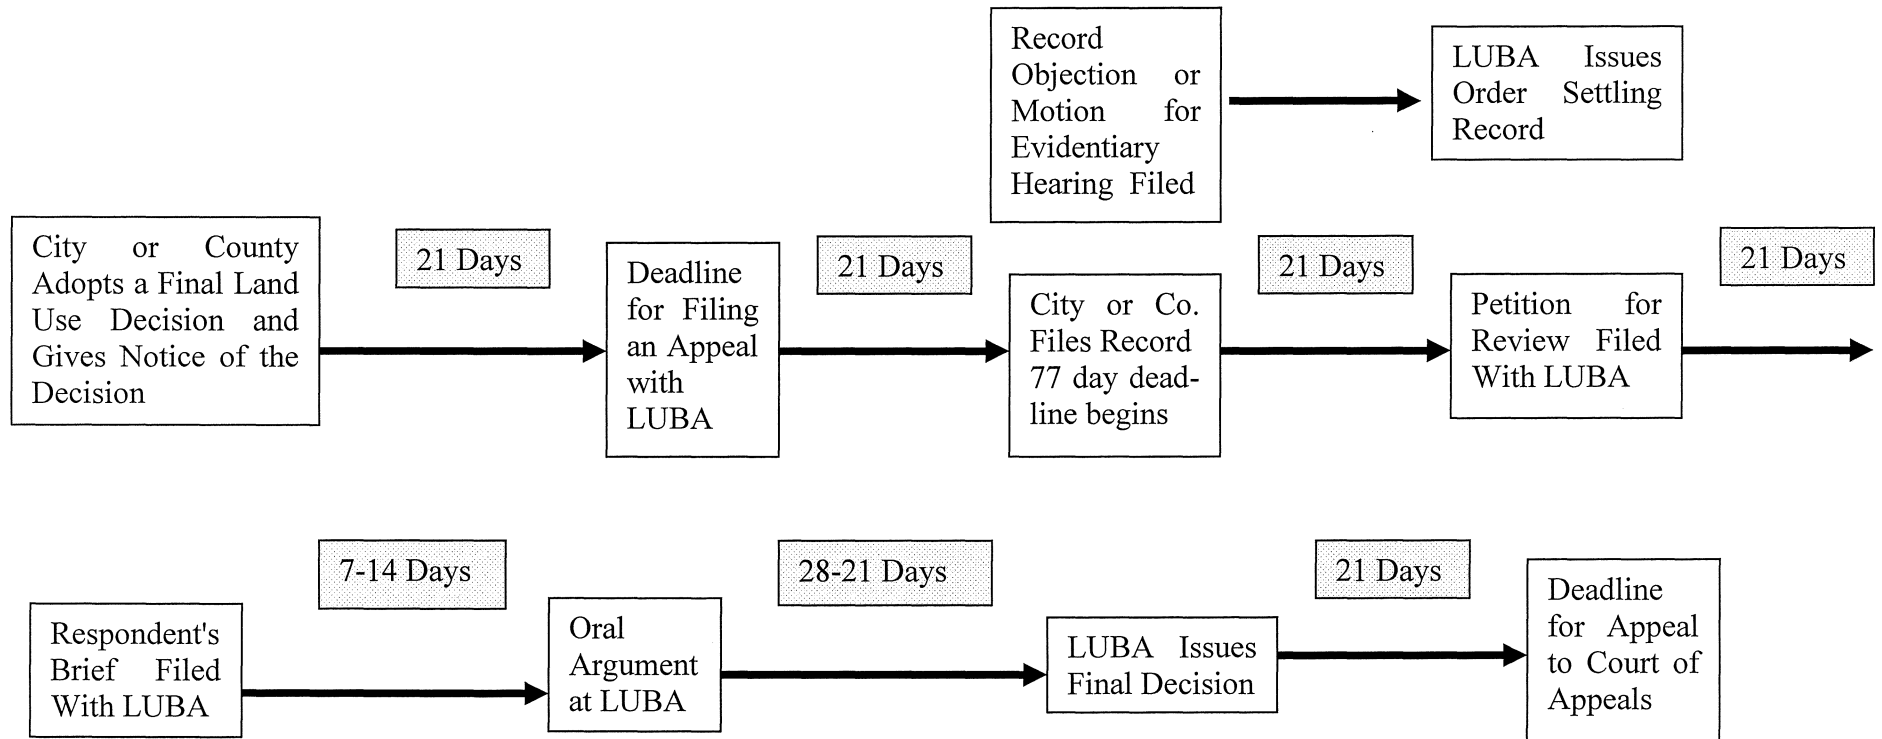 Record
Objection or
Motion for
Evidentiary
Hearing Filed
LUBA Issues
Order Settling
Record
City or County
Adopts a Final Land
Use Decision and
Gives Notice of the
Decision
21 Days
Deadline
for Filing
an Appeal
with
LUBA
21 Days
City or Co.
Files Record
77 day dead-
line begins
21 Days
Petition for
Review Filed
With LUBA
21 Days
Respondent's
Brief Filed
With LUBA
7-14 Days
Oral
Argument
at LUBA
28-21 Days
LUBA Issues
Final Decision
21 Days
Deadline
for Appeal
to Court of
Appeals